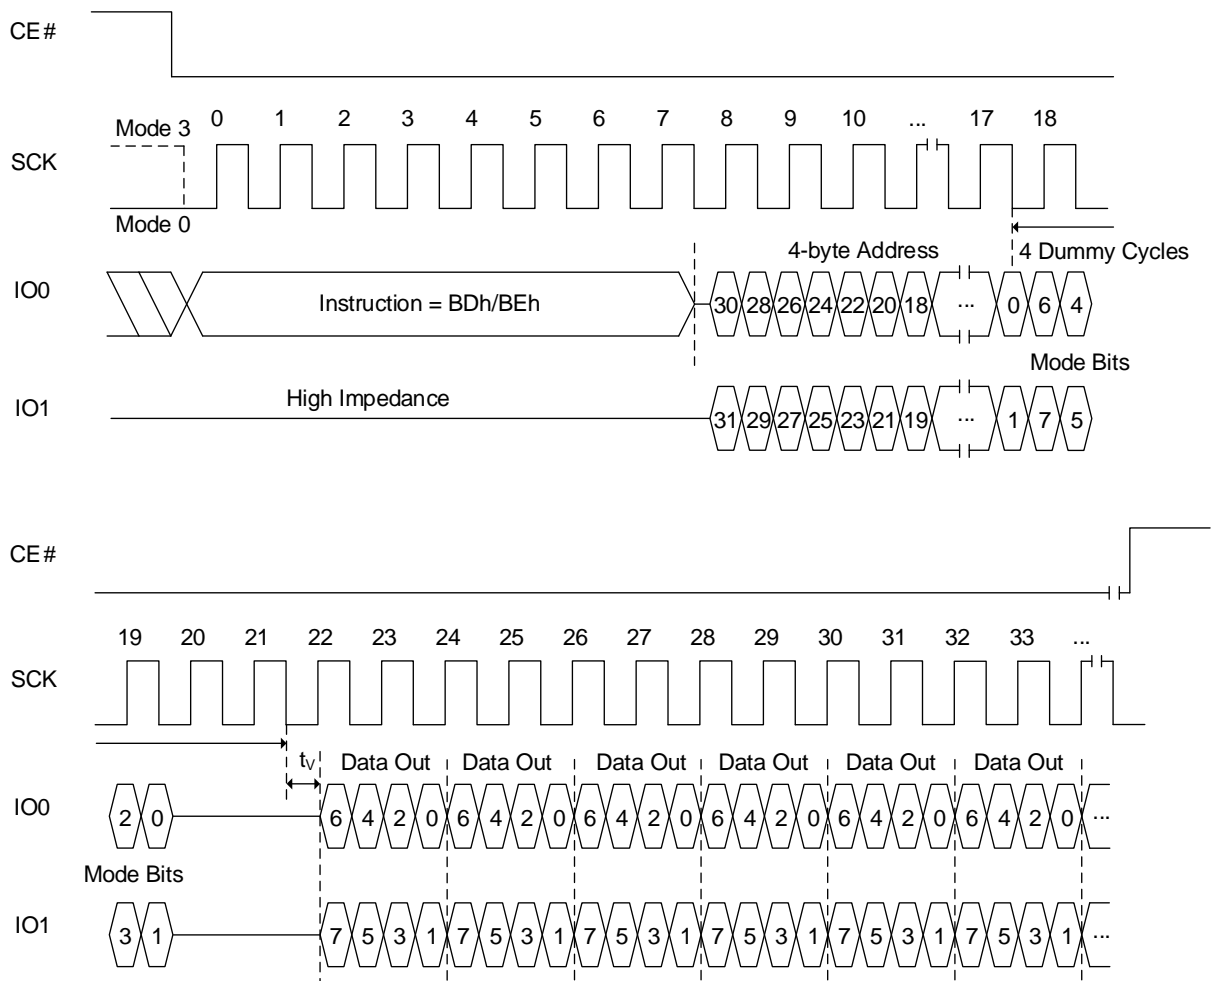 CE#
Mode 3 0 1 2 3 4 5 6 7 8 9 10 ... 17 18
SCK
Mode 0
4-byte Address 4 Dummy Cycles
IO0 Instruction = BDh/BEh 30 28 26 24 22 20 18 ... 0 6 4
Mode Bits
IO1 High Impedance 31 29 27 25 23 21 19 ... 1 7 5
CE#
19 20 21 22 23 24 25 26 27 28 29 30 31 32 33 ...
SCK
tV Data Out Data Out Data Out Data Out Data Out Data Out
IO0 2 0 6 4 2 0 6 4 2 0 6 4 2 0 6 4 2 0 6 4 2 0 6 4 2 0 ...
Mode Bits
IO1 3 1 7 5 3 1 7 5 3 1 7 5 3 1 7 5 3 1 7 5 3 1 7 5 3 1 ...